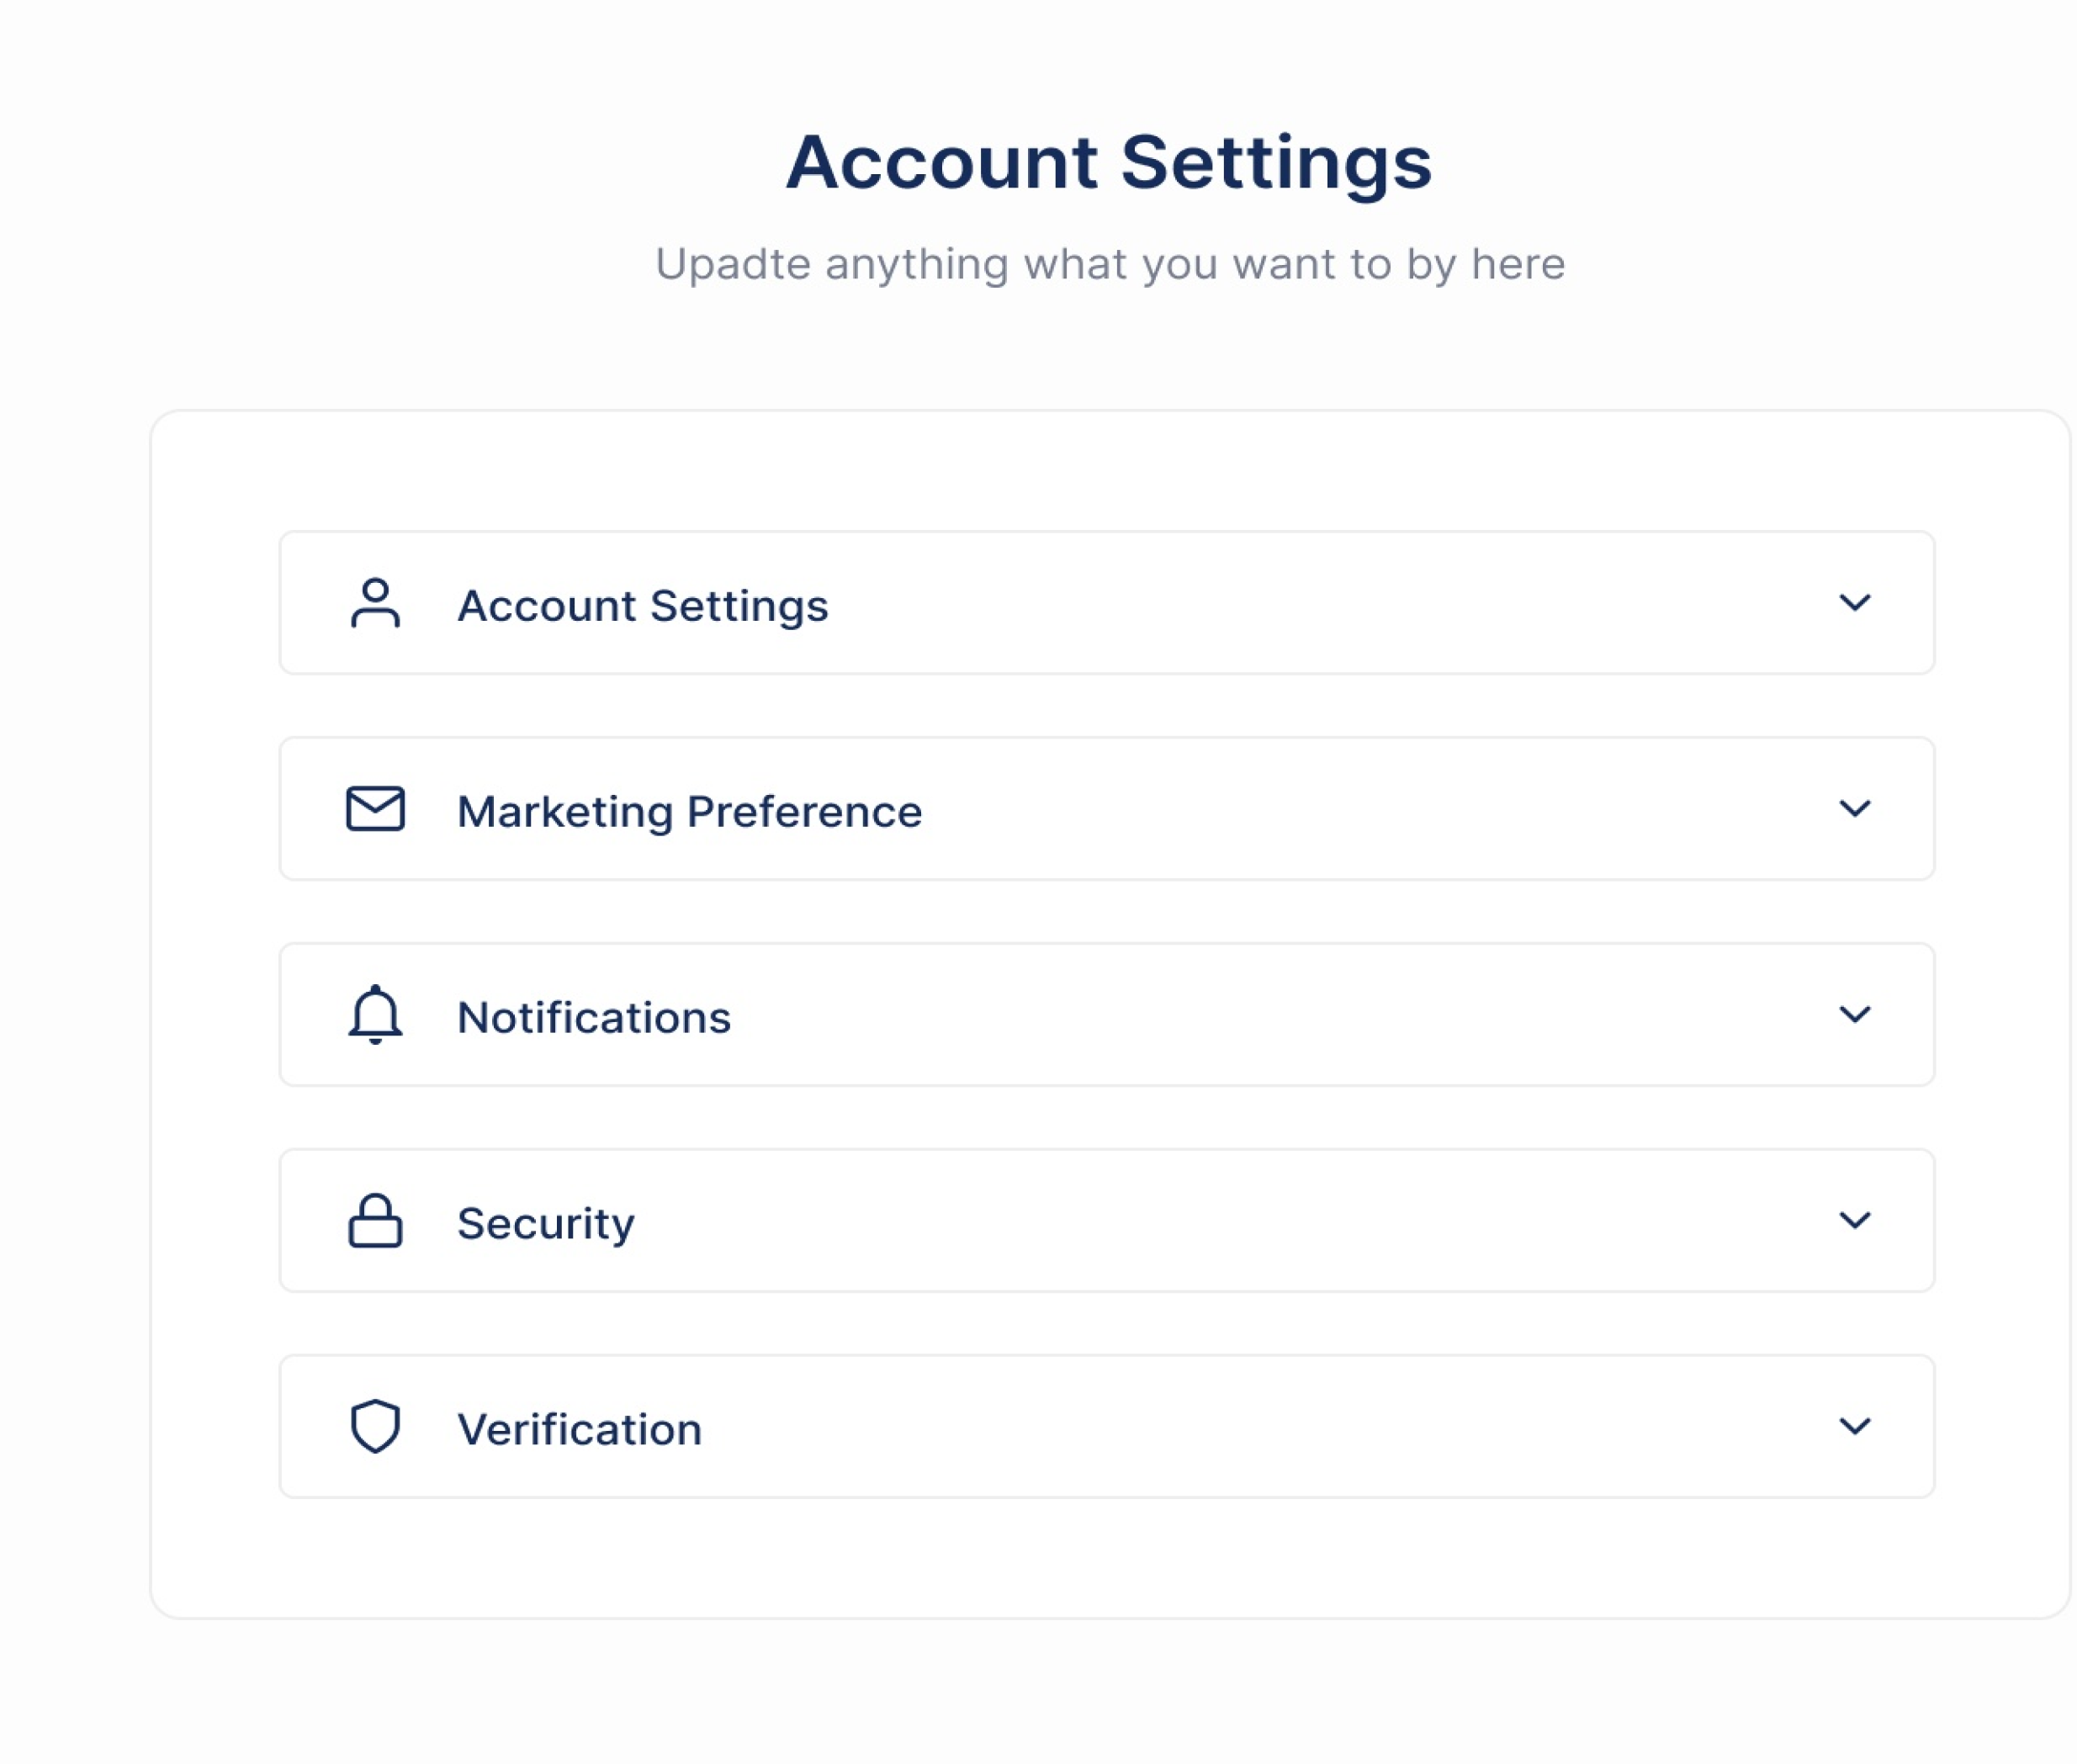 Account Settings
Upadte anything what you want to by here
Account Settings
Marketing Preference
Notifications
Security
Verification